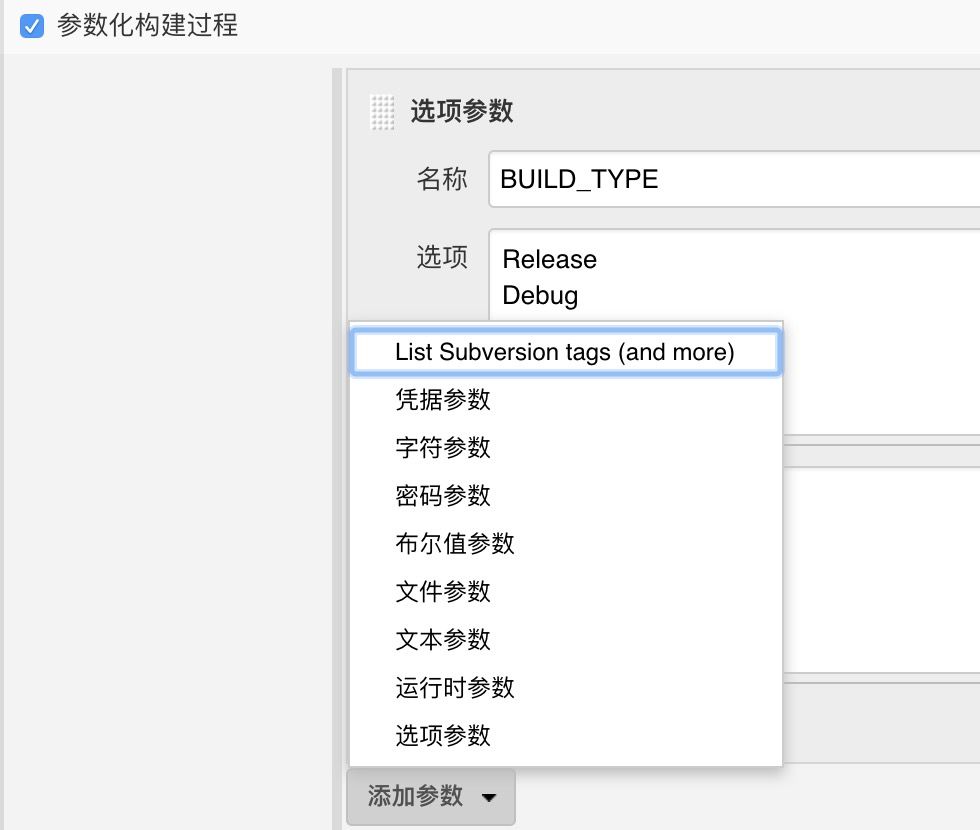 参数化构建过程
选项参数
名称
BUILD_TYPE
选项
Release
Debug
List Subversion tags (and more)
凭据参数
字符参数
密码参数
布尔值参数
文件参数
文本参数
运行时参数
选项参数
添加参数